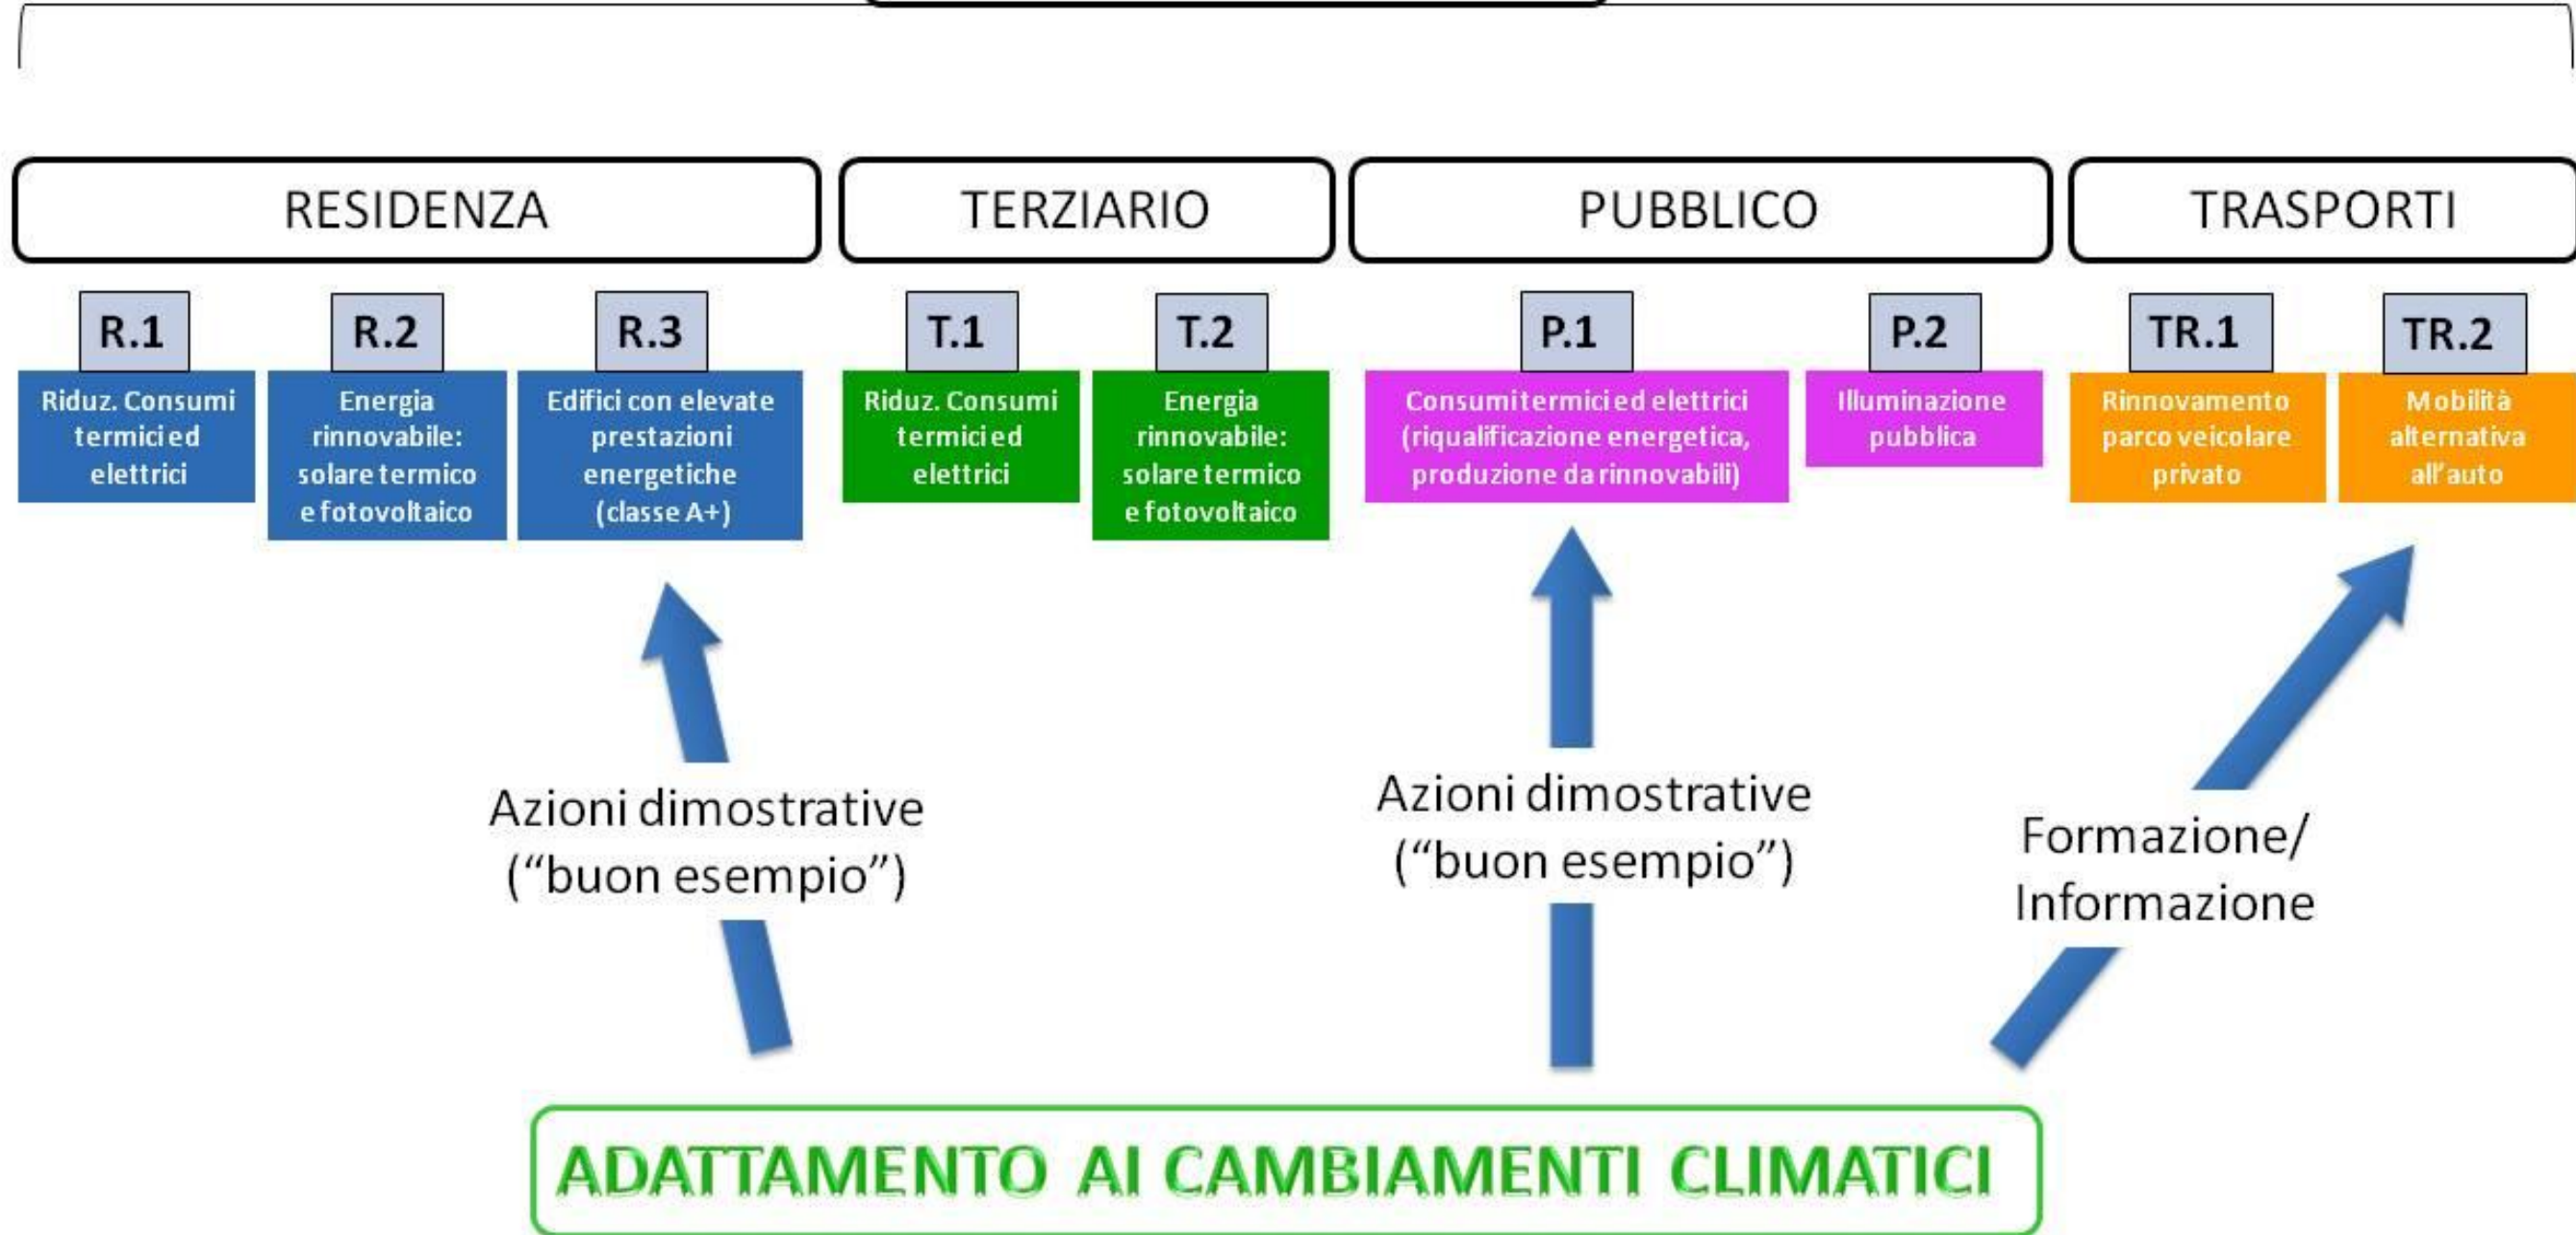 RESIDENZA
TERZIARIO
PUBBLICO
TRASPORTI
R.1
Riduz. Consumi
termici ed
elettrici
R.2
Energia
rinnovabile:
solare termico
e fotovoltaico
R.3
Edifici con elevate
prestazioni
energetiche
(classe A+)
T.1
Riduz. Consumi
termici ed
elettrici
T.2
Energia
rinnovabile:
solare termico
e fotovoltaico
P.1
Consumi termici ed elettrici
(riqualificazione energetica,
produzione da rinnovabili)
P.2
Illuminazione
pubblica
TR.1
Rinnovamento
parco veicolare
privato
TR.2
Mobilità
alternativa
all'auto
Azioni dimostrative
(“buon esempio”)
Azioni dimostrative
(“buon esempio”)
Formazione/
Informazione
ADATTAMENTO AI CAMBIAMENTI CLIMATICI